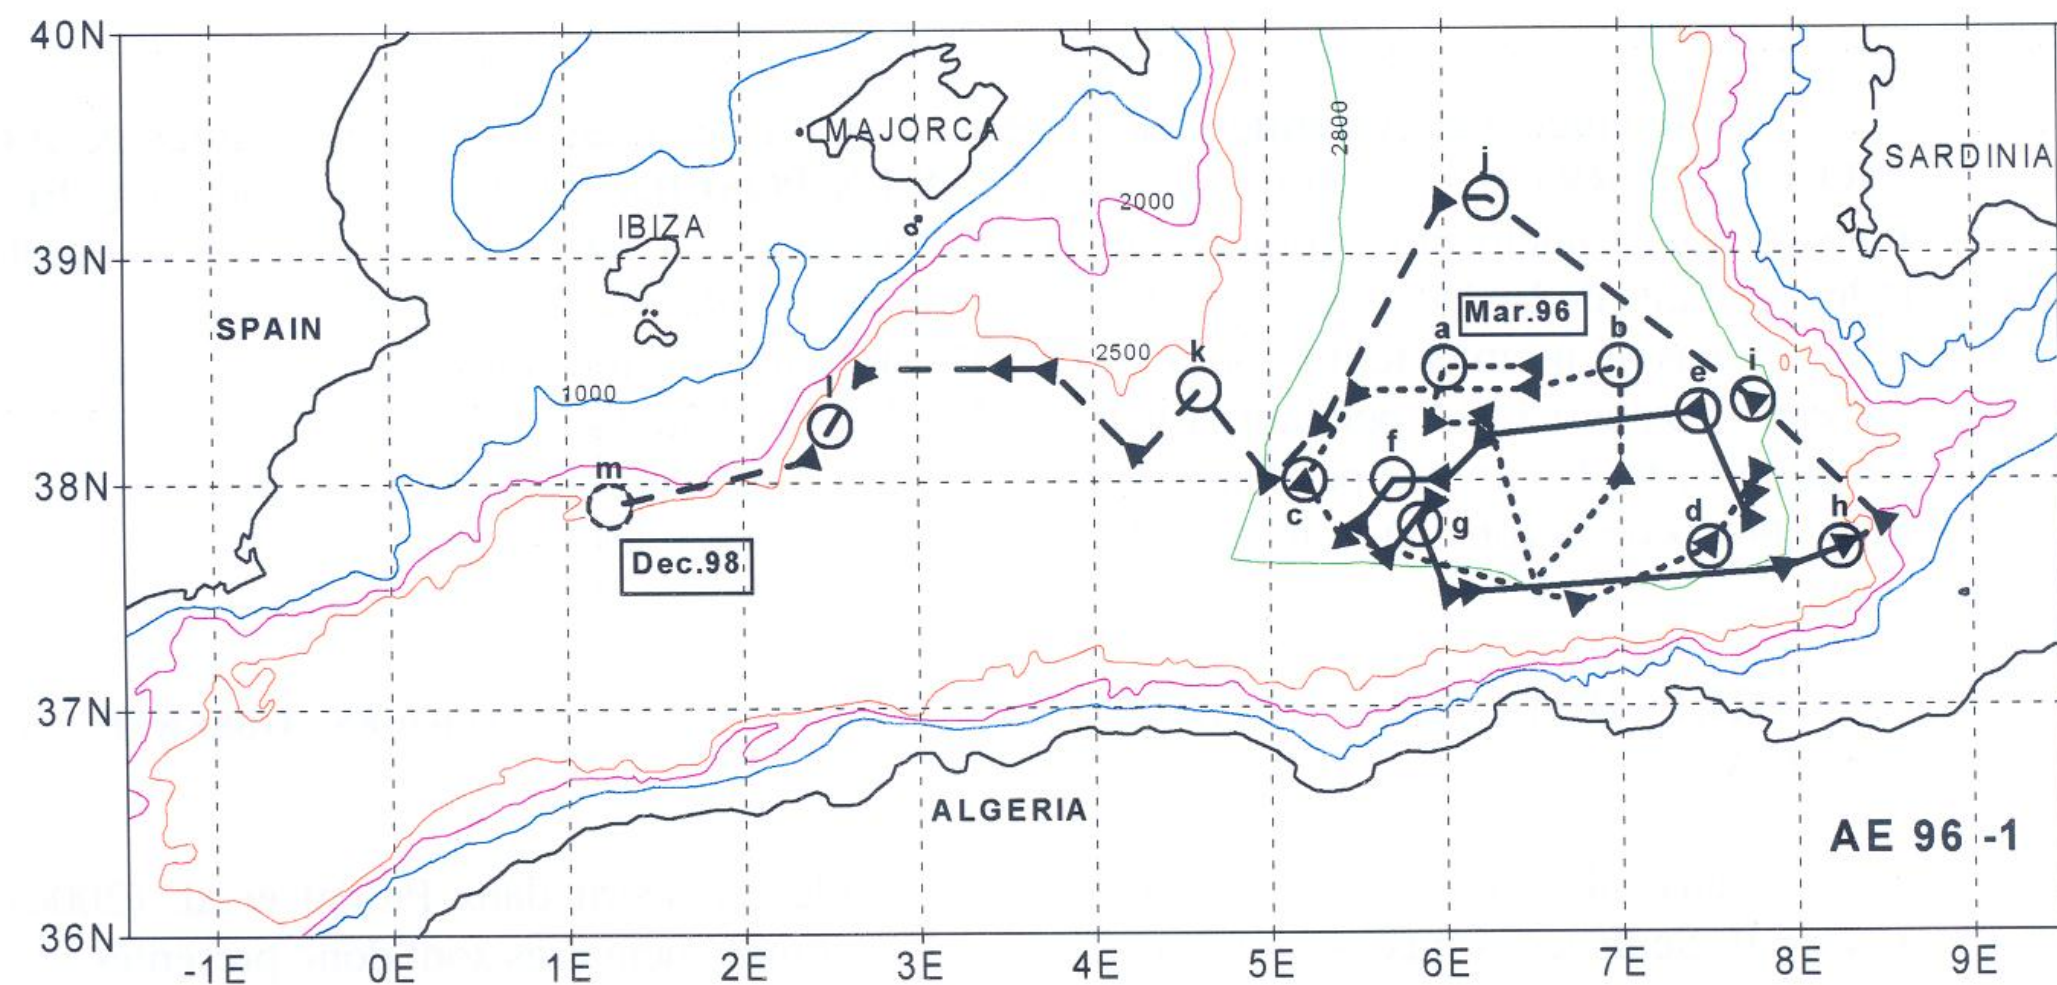 40N
MAJORCA
2800
SARDINIA
j
2000
IBIZA
39N
SPAIN
Mar.96
a
b
2500
k
i
1000
l
e
f
38N
m
c
g
d
h
Dec.98
37N
ALGERIA
AE 96 -1
36N
-1E 0E 1E 2E 3E 4E 5E 6E 7E 8E 9E